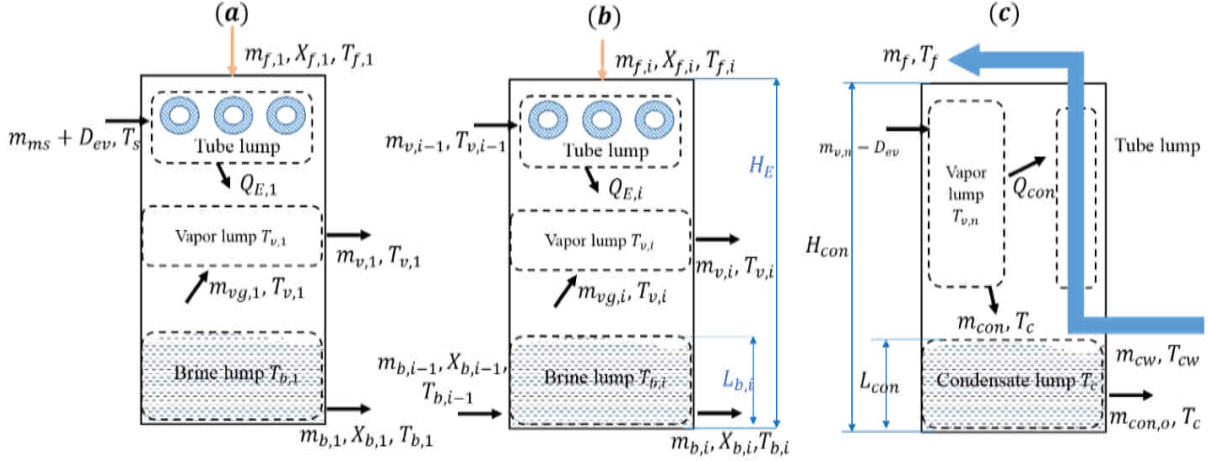 (a)
m_{f,1}, X_{f,1}, T_{f,1}
m_{ms} + D_{ev}, T_s
Tube lump
Q_{E,1}
Vapor lump T_{v,1}
m_{v,1}, T_{v,1}
m_{vg,1}, T_{v,1}
Brine lump T_{b,1}
m_{b,1}, X_{b,1}, T_{b,1}
(b)
m_{f,i}, X_{f,i}, T_{f,i}
m_{v,i-1}, T_{v,i-1}
Tube lump
Q_{E,i}
H_E
Vapor lump T_{v,i}
m_{v,i}, T_{v,i}
m_{vg,i}, T_{v,i}
m_{b,i-1}, X_{b,i-1},
T_{b,i-1}
Brine lump T_{b,i}
L_{b,i}
m_{b,i}, X_{b,i}, T_{b,i}
(c)
m_f, T_f
m_{v,n} - D_{ev}
Tube lump
Vapor
lump
T_{v,n}
Q_{con}
H_{con}
m_{con}, T_c
m_{cw}, T_{cw}
L_{con}
Condensate lump T_c
m_{con,o}, T_c